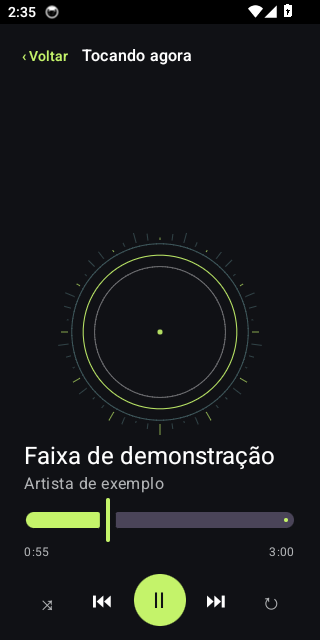 2:35
‹ Voltar Tocando agora
Faixa de demonstração
Artista de exemplo
0:55 3:00